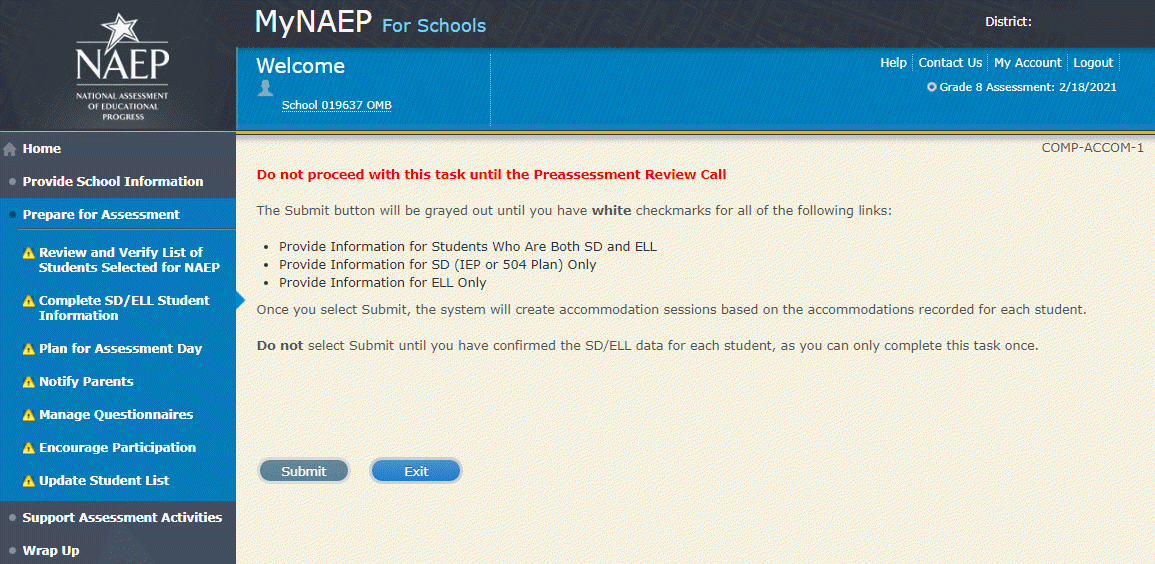 MyNAEP For Schools
District:
NAEP
NATIONAL ASSESSMENT
OF EDUCATIONAL
PROGRESS
Welcome
School 019637 OMB
Help Contact Us My Account Logout
Grade 8 Assessment: 2/18/2021
Home
Provide School Information
Prepare for Assessment
Review and Verify List of
Students Selected for NAEP
Complete SD/ELL Student
Information
Plan for Assessment Day
Notify Parents
Manage Questionnaires
Encourage Participation
Update Student List
Support Assessment Activities
Wrap Up
COMP-ACCOM-1
Do not proceed with this task until the Preassessment Review Call
The Submit button will be grayed out until you have white checkmarks for all of the following links:
• Provide Information for Students Who Are Both SD and ELL
• Provide Information for SD (IEP or 504 Plan) Only
• Provide Information for ELL Only
Once you select Submit, the system will create accommodation sessions based on the accommodations recorded for each student.
Do not select Submit until you have confirmed the SD/ELL data for each student, as you can only complete this task once.
Submit Exit